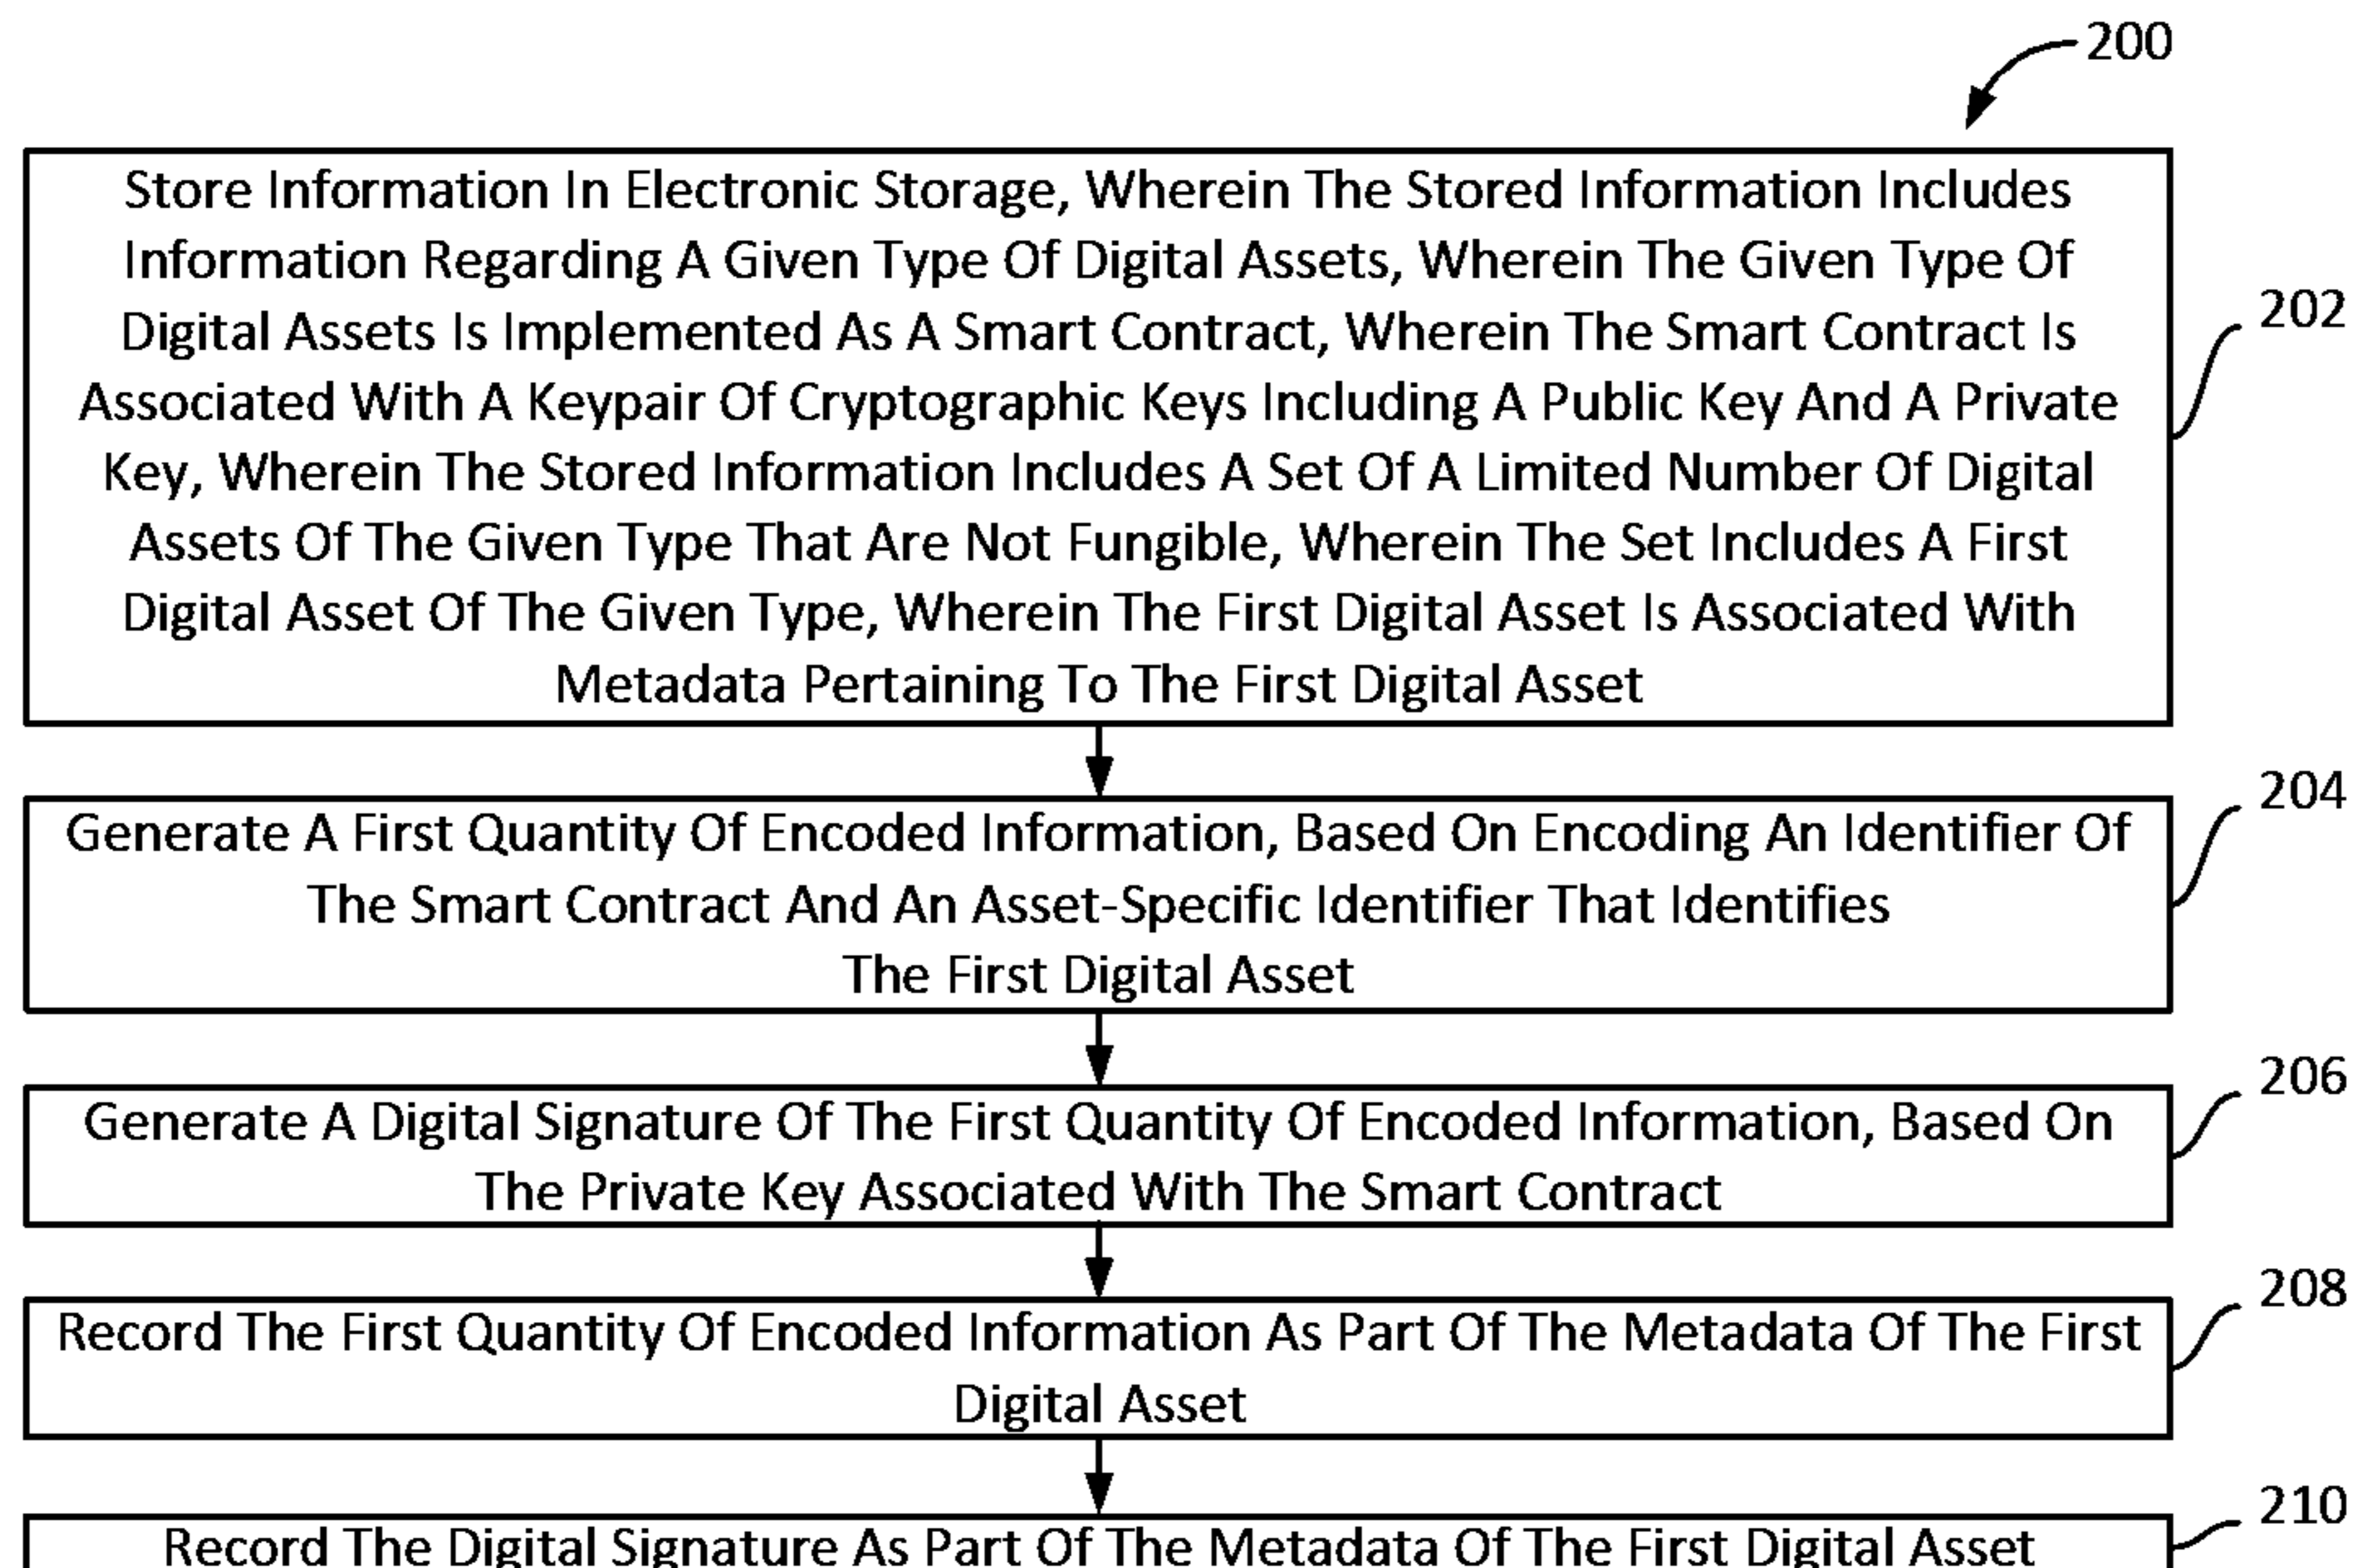 200
Store Information In Electronic Storage, Wherein The Stored Information Includes
Information Regarding A Given Type Of Digital Assets, Wherein The Given Type Of
Digital Assets Is Implemented As A Smart Contract, Wherein The Smart Contract Is
Associated With A Keypair Of Cryptographic Keys Including A Public Key And A Private
Key, Wherein The Stored Information Includes A Set Of A Limited Number Of Digital
Assets Of The Given Type That Are Not Fungible, Wherein The Set Includes A First
Digital Asset Of The Given Type, Wherein The First Digital Asset Is Associated With
Metadata Pertaining To The First Digital Asset
202
Generate A First Quantity Of Encoded Information, Based On Encoding An Identifier Of
The Smart Contract And An Asset-Specific Identifier That Identifies
The First Digital Asset
204
Generate A Digital Signature Of The First Quantity Of Encoded Information, Based On
The Private Key Associated With The Smart Contract
206
Record The First Quantity Of Encoded Information As Part Of The Metadata Of The First
Digital Asset
208
Record The Digital Signature As Part Of The Metadata Of The First Digital Asset
210